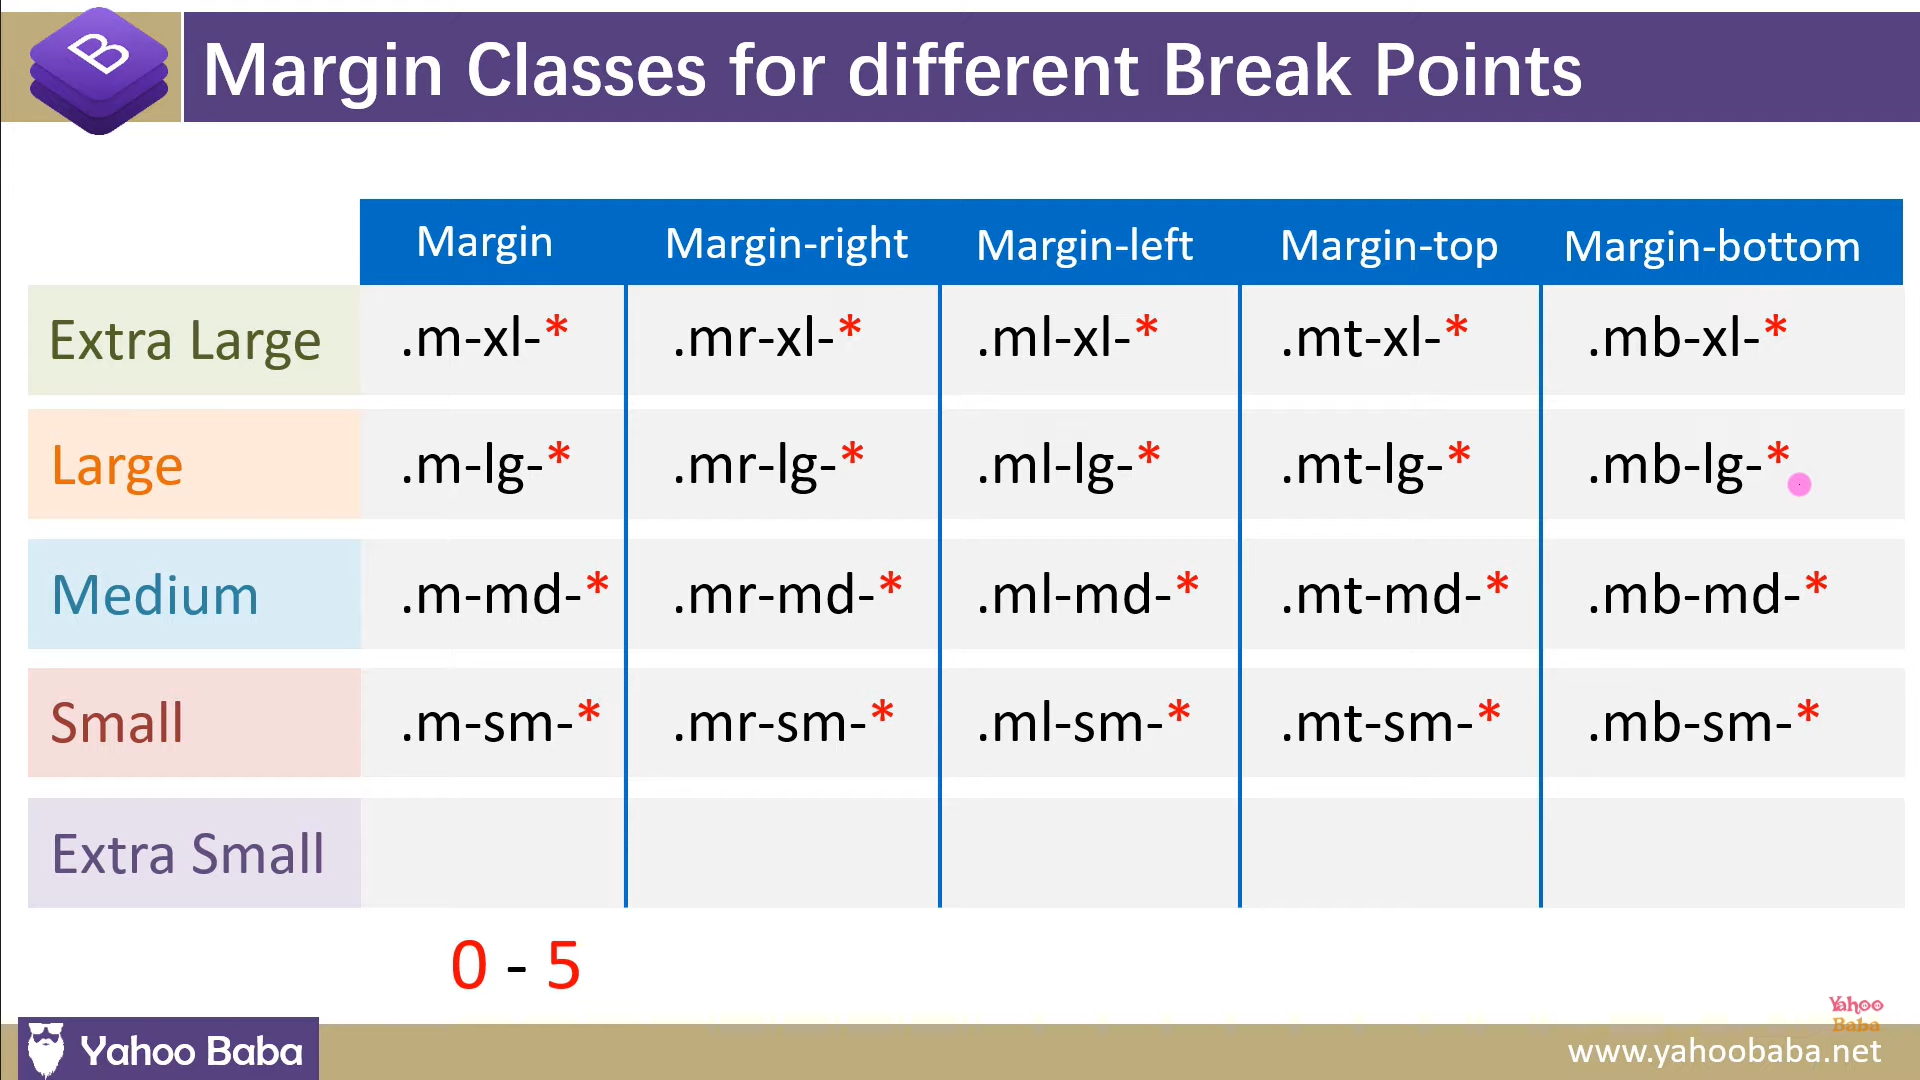 B
Margin Classes for different Break Points
Margin Margin-right Margin-left Margin-top Margin-bottom
Extra Large .m-xl-* .mr-xl-* .ml-xl-* .mt-xl-* .mb-xl-*
Large .m-lg-* .mr-lg-* .ml-lg-* .mt-lg-* .mb-lg-*
Medium .m-md-* .mr-md-* .ml-md-* .mt-md-* .mb-md-*
Small .m-sm-* .mr-sm-* .ml-sm-* .mt-sm-* .mb-sm-*
Extra Small
0 - 5
Yahoo
Baba
Yahoo Baba
www.yahoobaba.net